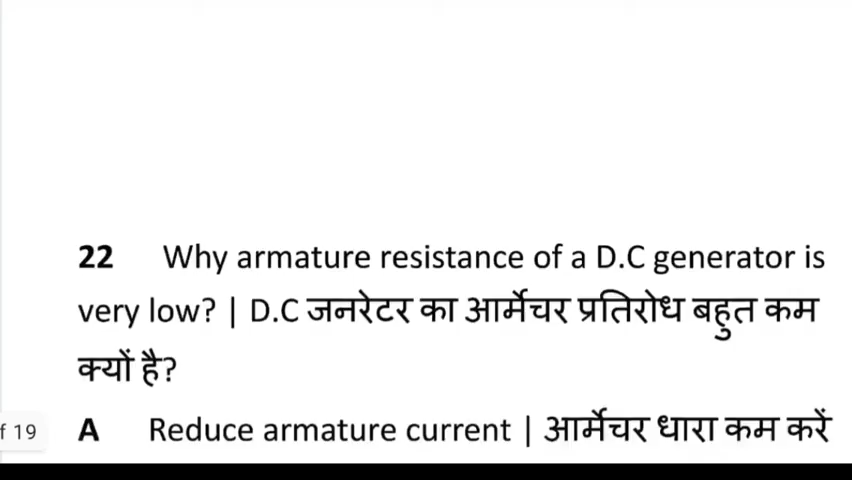 22 Why armature resistance of a D.C generator is
very low? | D.C जनरेटर का आर्मेचर प्रतिरोध बहुत कम
क्यों है?
f 19
A Reduce armature current | आर्मेचर धारा कम करें